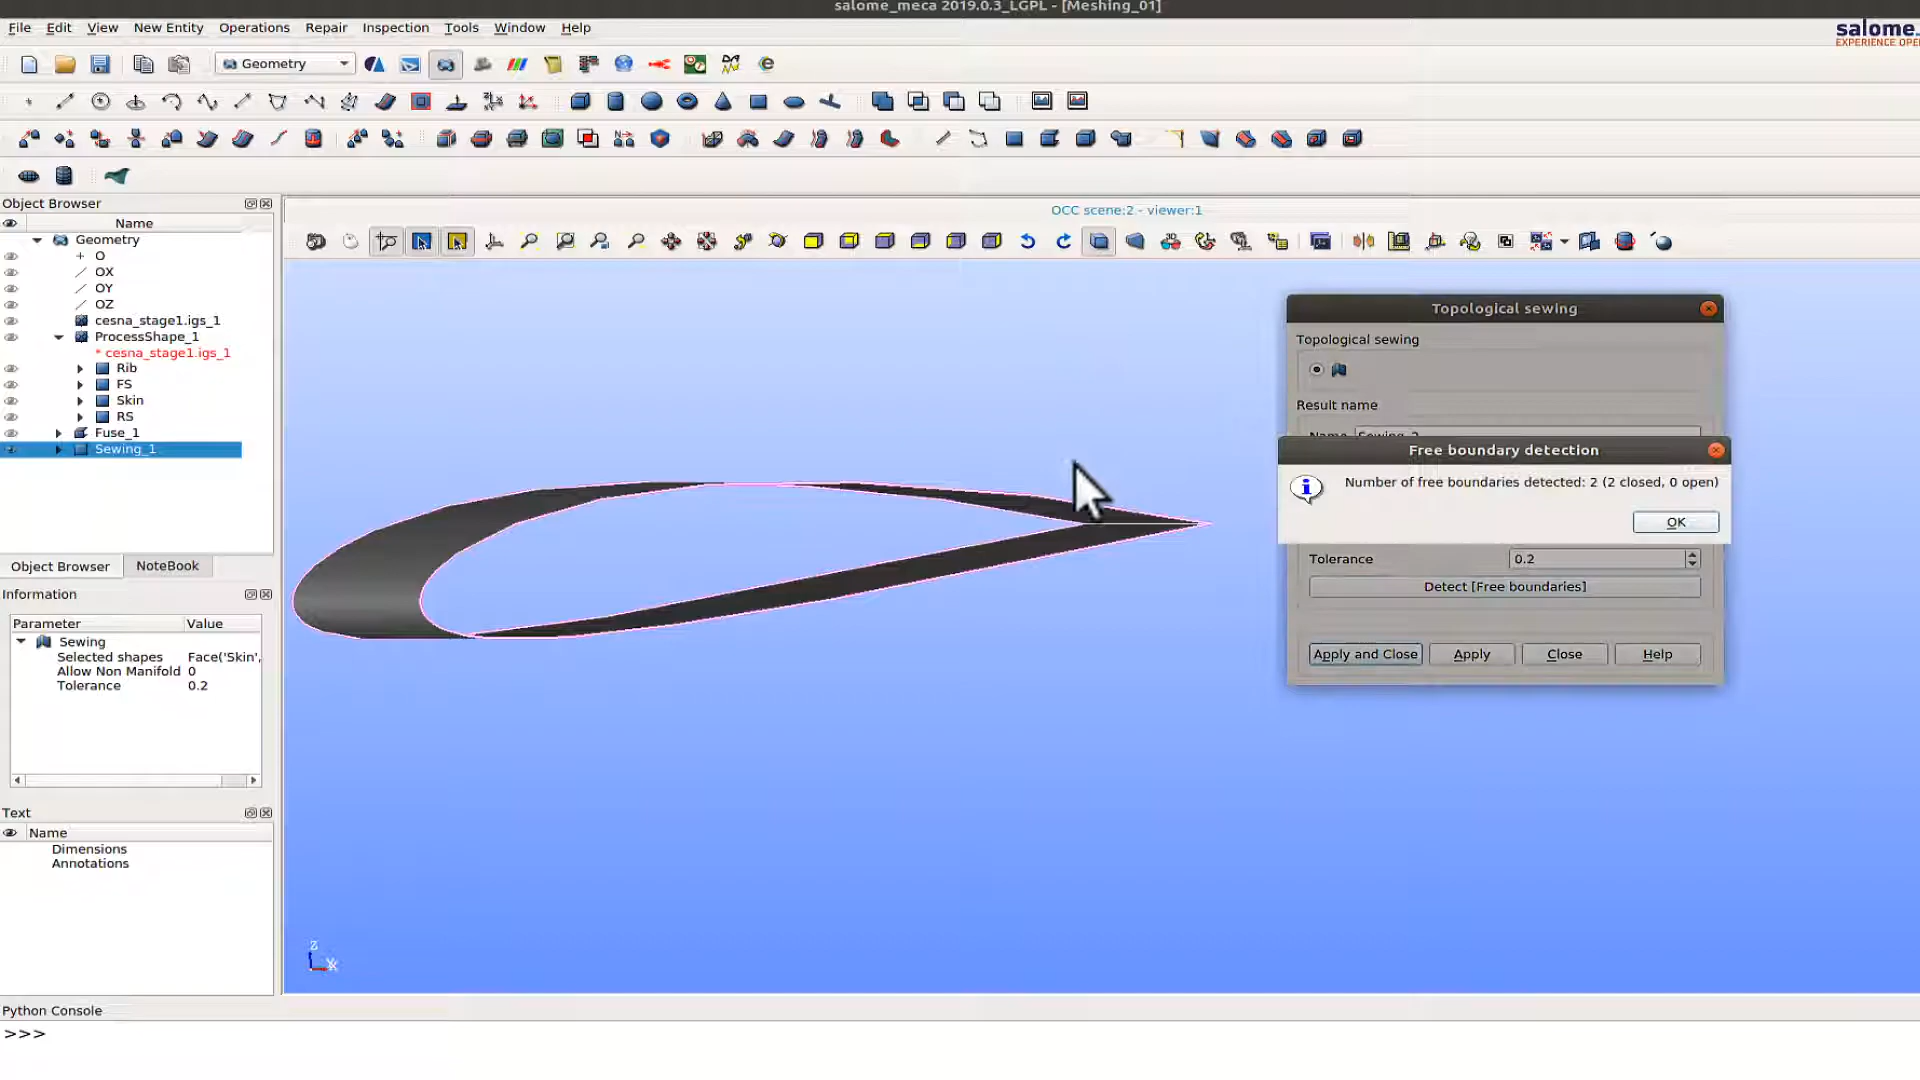 salome_meca 2019.0.3_LGPL - [Meshing_01]
File Edit View New Entity Operations Repair Inspection Tools Window Help
salome.
EXPERIENCE OPE
Geometry
Object Browser
Name
Geometry
O
OX
OY
OZ
cesna_stage1.igs_1
ProcessShape_1
* cesna_stage1.igs_1
Rib
FS
Skin
RS
Fuse_1
Sewing_1
Object Browser NoteBook
Information
Parameter Value
Sewing
Selected shapes Face('Skin',
Allow Non Manifold 0
Tolerance 0.2
Text
Name
Dimensions
Annotations
OCC scene:2 - viewer:1
Z
X
Topological sewing
Topological sewing
Result name
Name Sewing_2
Free boundary detection
Number of free boundaries detected: 2 (2 closed, 0 open)
OK
Tolerance 0.2
Detect [Free boundaries]
Apply and Close Apply Close Help
Python Console
>>>